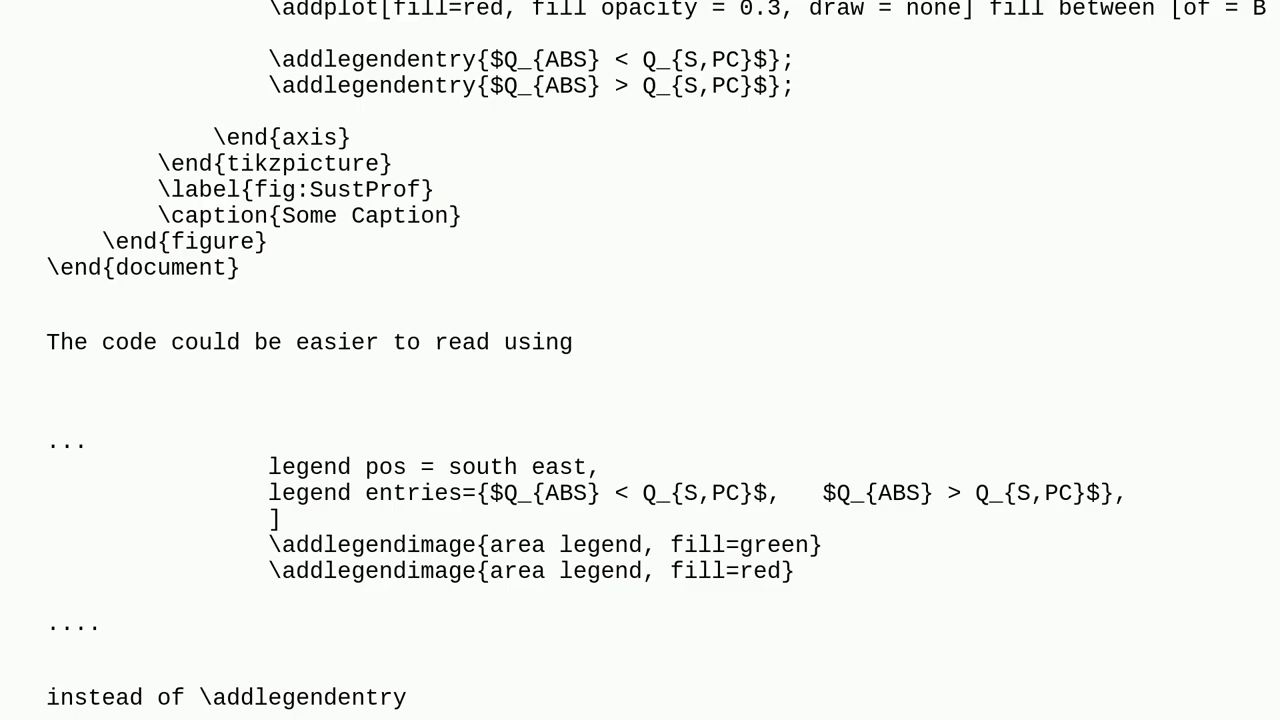 \addplot[fill=red, fill opacity = 0.3, draw = none] fill between [of = B
\addlegendentry{$Q_{ABS} < Q_{S,PC}$};
\addlegendentry{$Q_{ABS} > Q_{S,PC}$};
\end{axis}
\end{tikzpicture}
\label{fig:SustProf}
\caption{Some Caption}
\end{figure}
\end{document}
The code could be easier to read using
...
legend pos = south east,
legend entries={$Q_{ABS} < Q_{S,PC}$,   $Q_{ABS} > Q_{S,PC}$},
]
\addlegendimage{area legend, fill=green}
\addlegendimage{area legend, fill=red}
....
instead of \addlegendentry